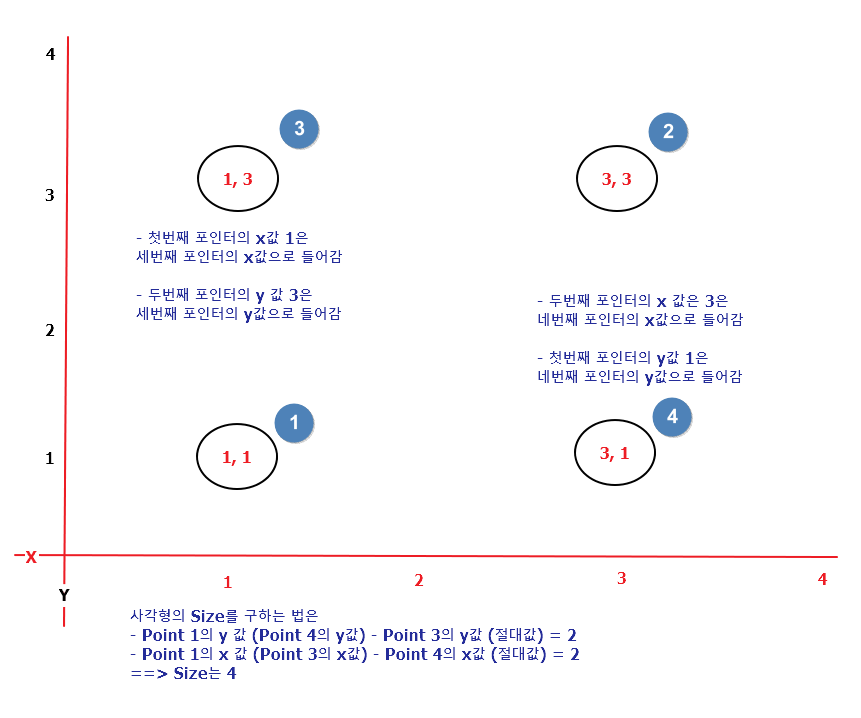 4
3
2
1, 3
3, 3
3
- 첫번째 포인터의 x값 1은
세번째 포인터의 x값으로 들어감
- 두번째 포인터의 y 값 3은
세번째 포인터의 y값으로 들어감
- 두번째 포인터의 x 값은 3은
네번째 포인터의 x값으로 들어감
- 첫번째 포인터의 y값 1은
네번째 포인터의 y값으로 들어감
2
1
4
1, 1
3, 1
1
X
1
2
3
4
Y
사각형의 Size를 구하는 법은
- Point 1의 y 값 (Point 4의 y값) - Point 3의 y값 (절대값) = 2
- Point 1의 x 값 (Point 3의 x값) - Point 4의 x값 (절대값) = 2
==> Size는 4